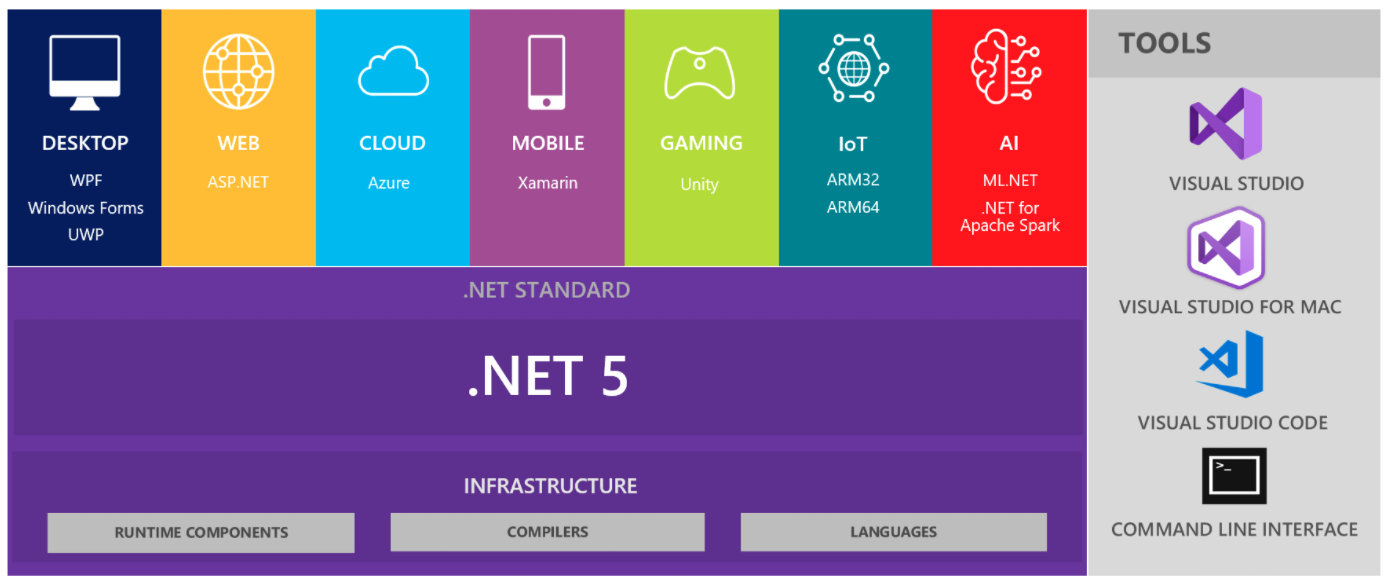 DESKTOP
WPF
Windows Forms
UWP
WEB
ASP.NET
CLOUD
Azure
MOBILE
Xamarin
GAMING
Unity
IoT
ARM32
ARM64
AI
ML.NET
.NET for
Apache Spark
.NET STANDARD
.NET 5
INFRASTRUCTURE
RUNTIME COMPONENTS
COMPILERS
LANGUAGES
TOOLS
VISUAL STUDIO
VISUAL STUDIO FOR MAC
VISUAL STUDIO CODE
>_
COMMAND LINE INTERFACE